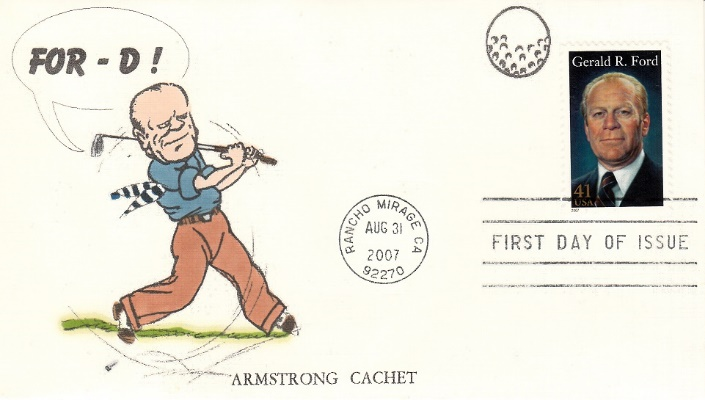 FOR - D !
Gerald R. Ford
41
USA
2007
RANCHO MIRAGE CA
AUG 31
2007
92270
FIRST DAY OF ISSUE
ARMSTRONG CACHET